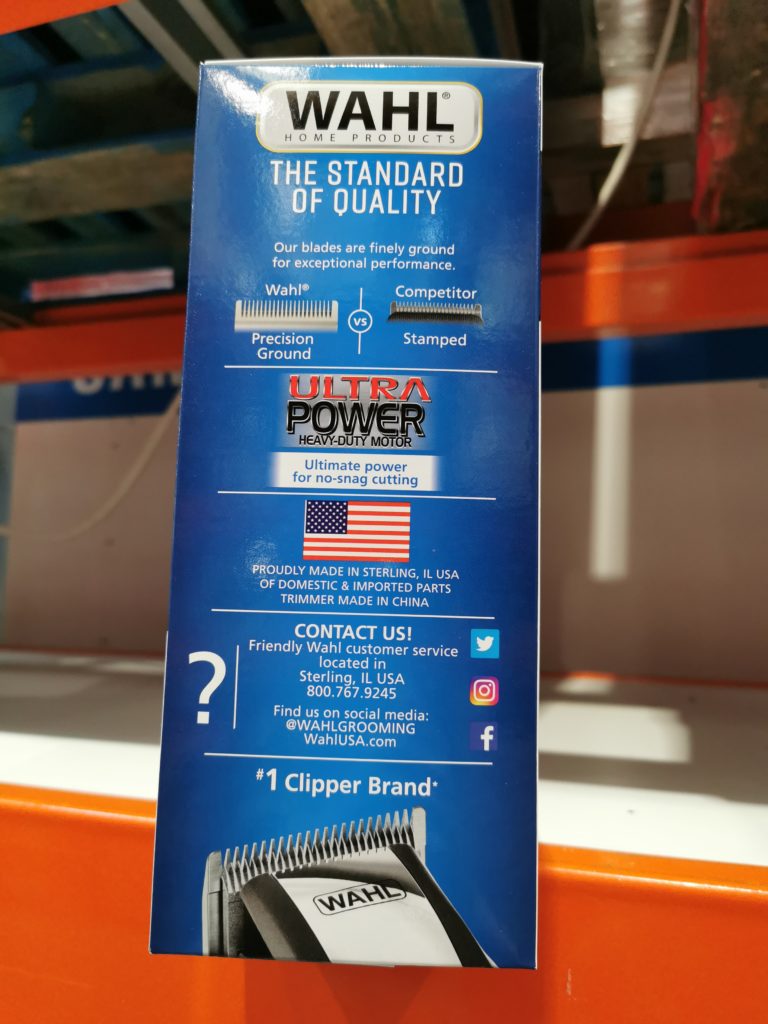 WAHL®
HOME PRODUCTS
THE STANDARD
OF QUALITY
Our blades are finely ground
for exceptional performance.
Wahl®
Precision
Ground
vs
Competitor
Stamped
ULTRA
POWER
HEAVY-DUTY MOTOR
Ultimate power
for no-snag cutting
PROUDLY MADE IN STERLING, IL USA
OF DOMESTIC & IMPORTED PARTS
TRIMMER MADE IN CHINA
?
CONTACT US!
Friendly Wahl customer service
located in
Sterling, IL USA
800.767.9245
Find us on social media:
@WAHLGROOMING
WahlUSA.com
#1 Clipper Brand*
WAHL